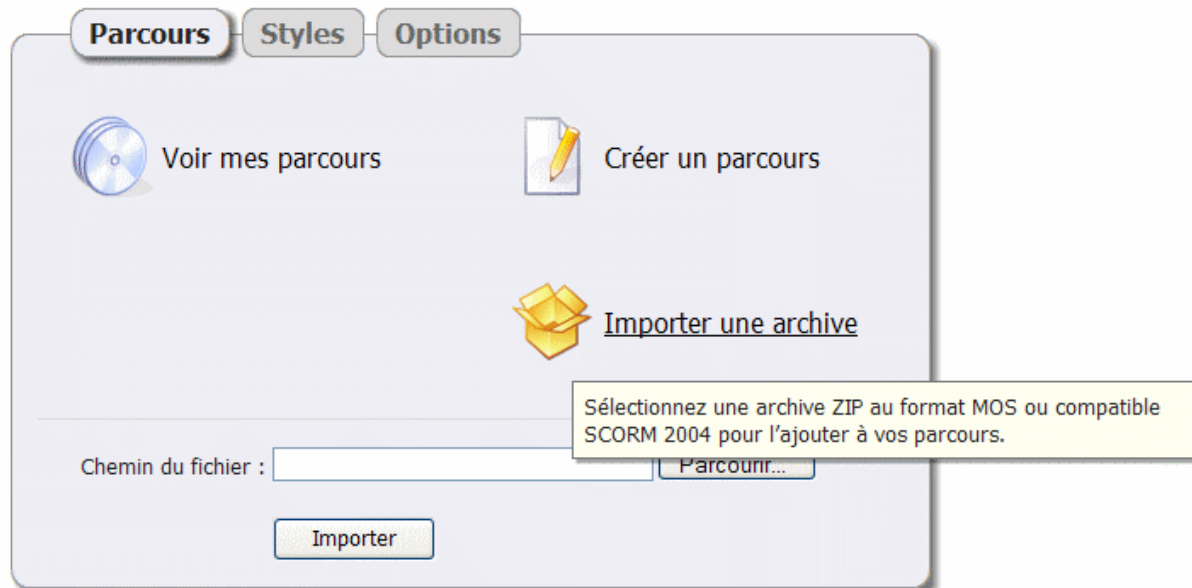 Parcours Styles Options
Voir mes parcours
Créer un parcours
Importer une archive
Sélectionnez une archive ZIP au format MOS ou compatible
SCORM 2004 pour l'ajouter à vos parcours.
Chemin du fichier :
Parcourir...
Importer